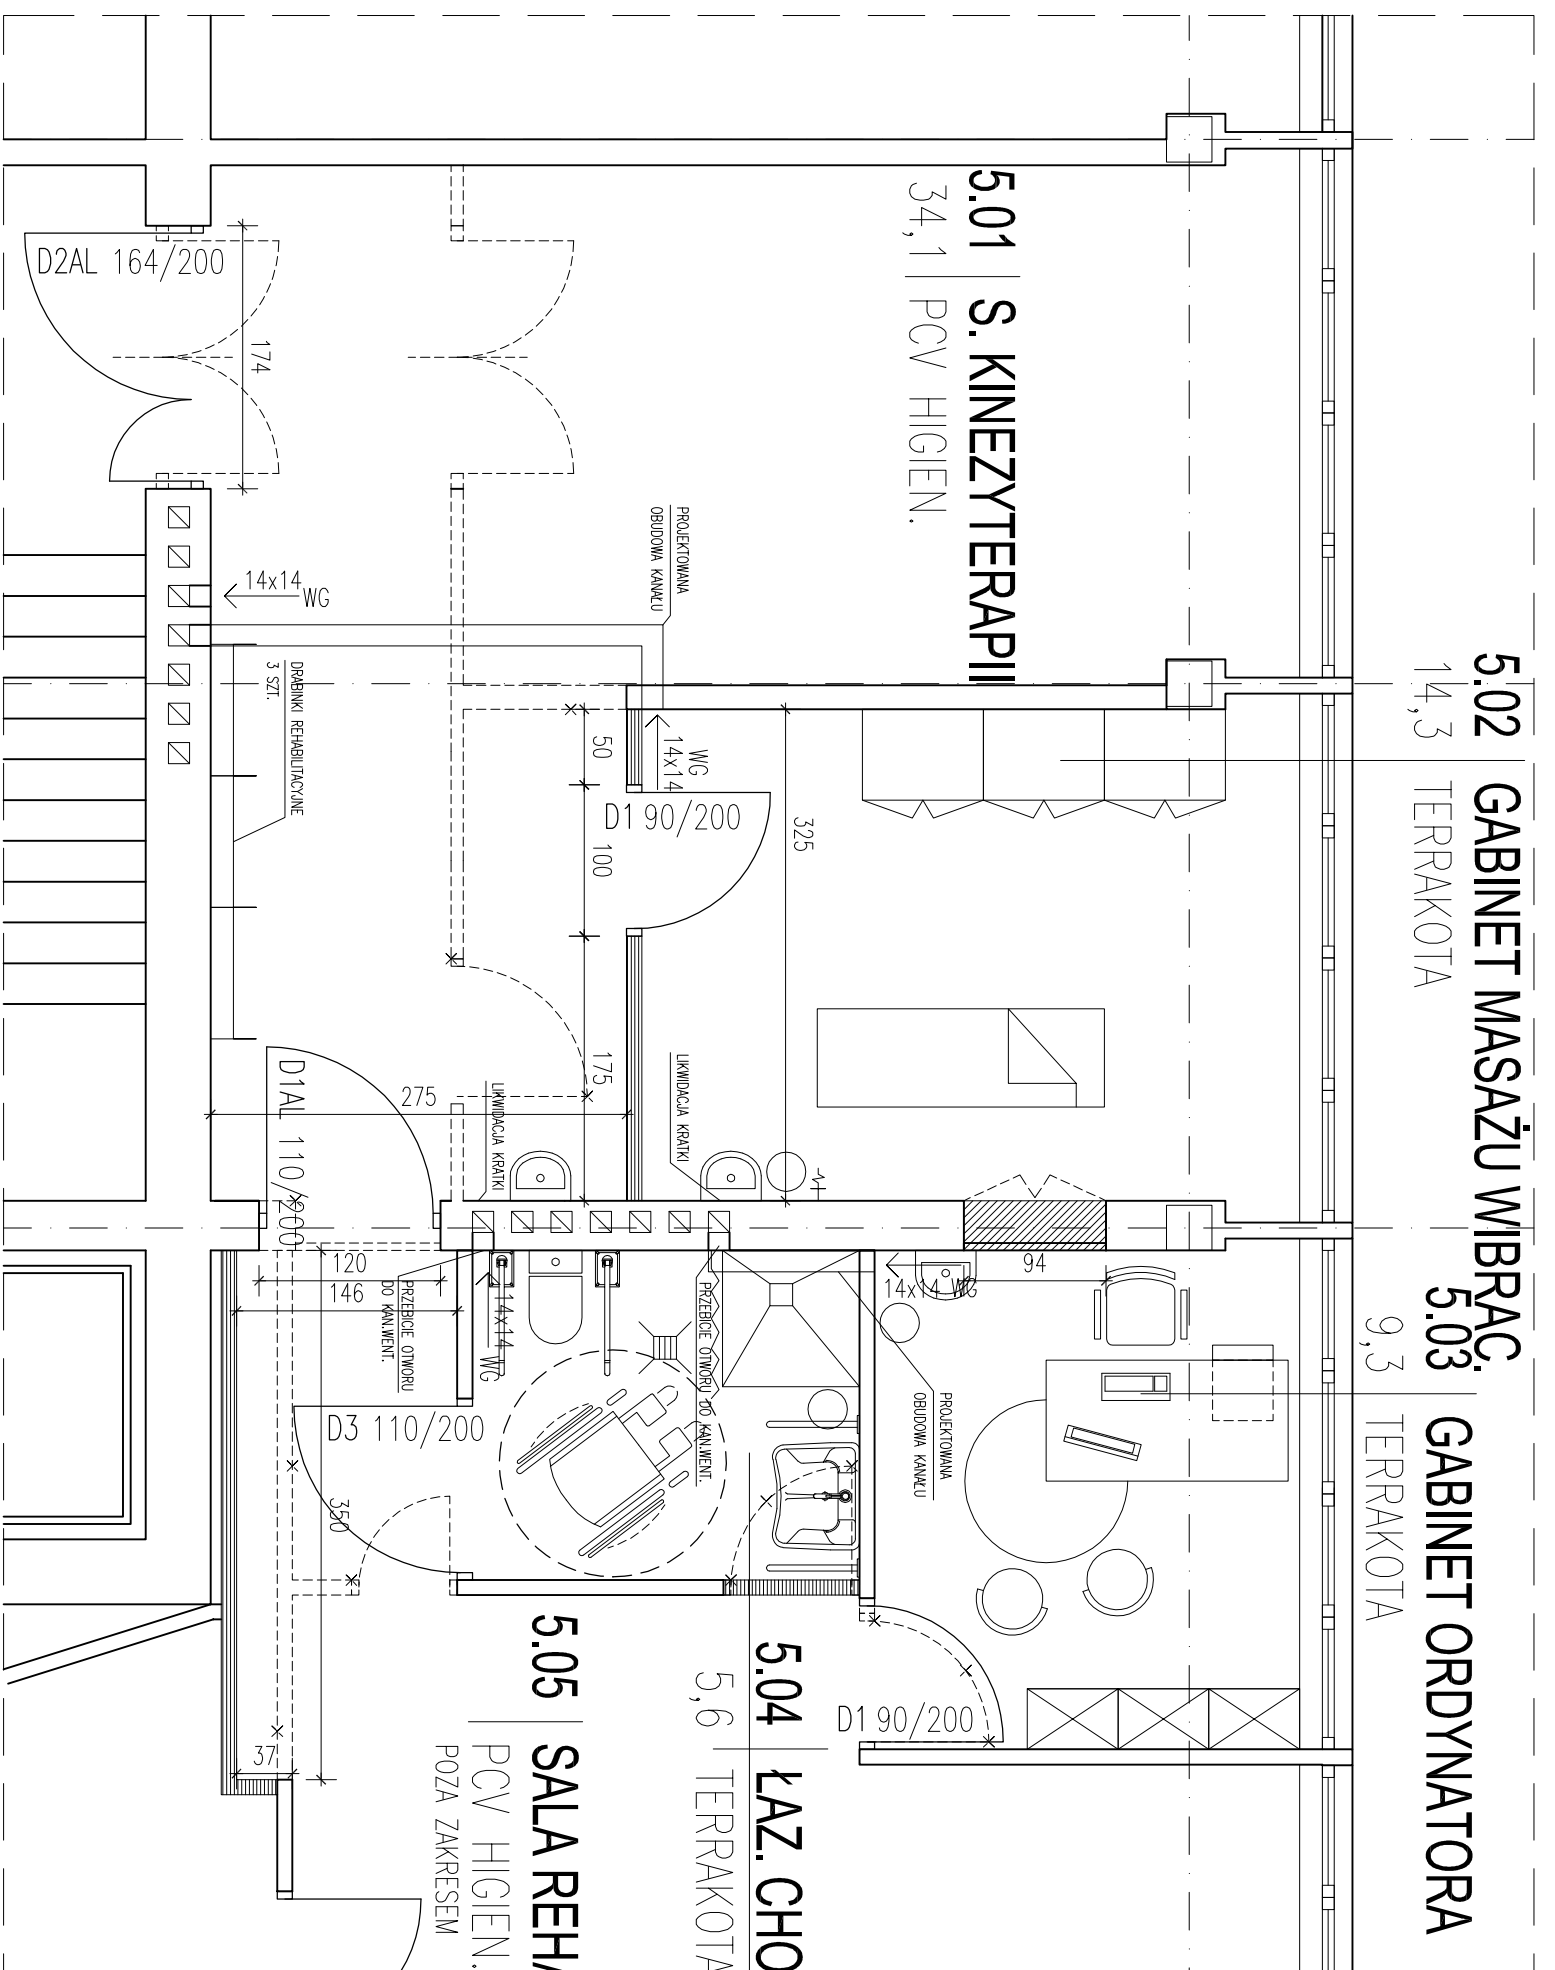 5.01 S. KINEZYTERAPII
34,1 PCV HIGIEN.
5.02 GABINET MASAŻU WIBRAC.
14,3 TERRAKOTA
5.03 GABINET ORDYNATORA
9,3 TERRAKOTA
5.04 ŁAZ. CHO
5,6 TERRAKOTA
5.05 SALA REHA
PCV HIGIEN.
POZA ZAKRESEM
D2AL 164/200
174
14x14 WG
PROJEKTOWANA
OBUDOWA KANAŁU
DRABINKI REHABILITACYJNE
3 SZT.
50
WG
14x14
D1 90/200
100
325
175
275
D1AL 110/200
LIKWIDACJA KRATKI
LIKWIDACJA KRATKI
120
146
PRZEBICIE OTWORU
DO KAN.WENT.
14x14 WG
PRZEBICIE OTWORU DO KAN.WENT.
14x14 WG
94
PROJEKTOWANA
OBUDOWA KANAŁU
D3 110/200
350
D1 90/200
37